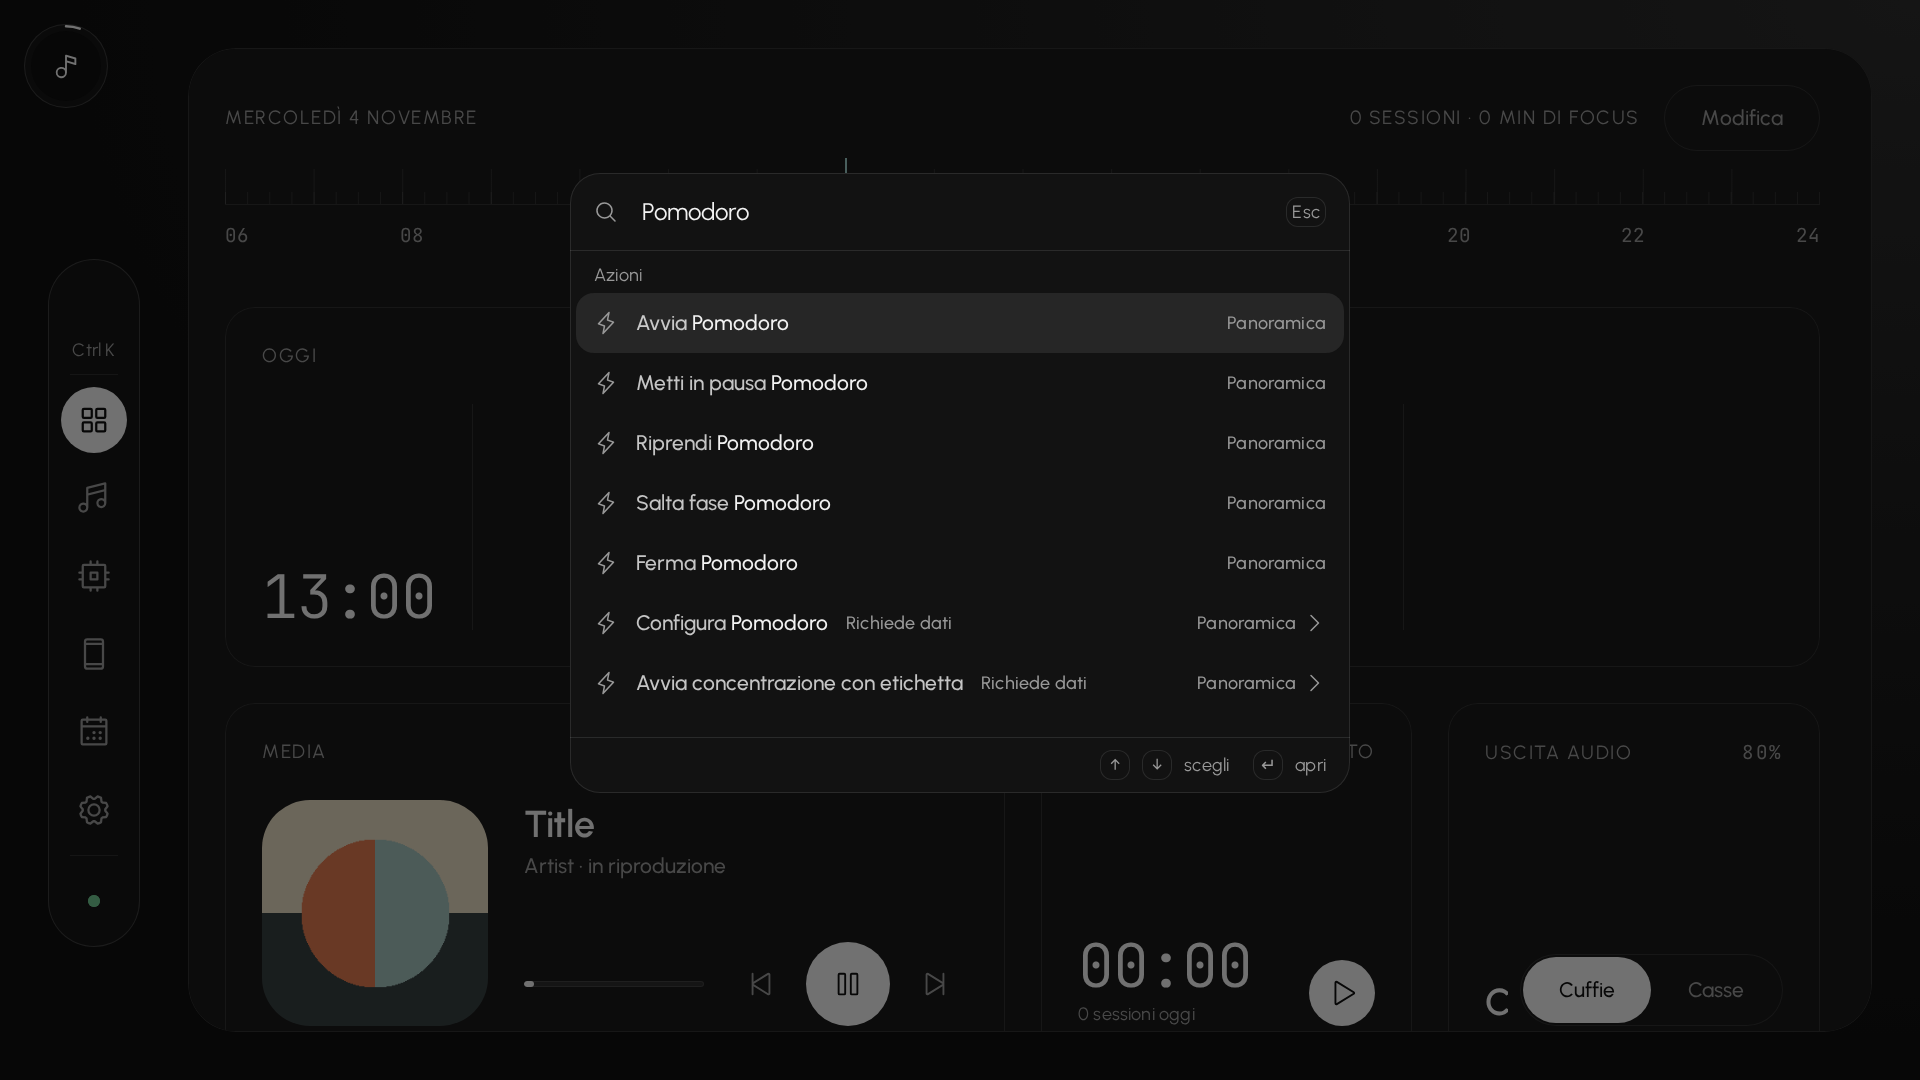 MERCOLEDÌ 4 NOVEMBRE
0 SESSIONI · 0 MIN DI FOCUS
Modifica
06
08
20
22
24
Pomodoro
Esc
Azioni
Avvia Pomodoro Panoramica
Metti in pausa Pomodoro Panoramica
Riprendi Pomodoro Panoramica
Salta fase Pomodoro Panoramica
Ferma Pomodoro Panoramica
Configura Pomodoro Richiede dati Panoramica
Avvia concentrazione con etichetta Richiede dati Panoramica
↑ ↓ scegli ↵ apri
Ctrl K
OGGI
13:00
MEDIA
Title
Artist · in riproduzione
TO
00:00
0 sessioni oggi
USCITA AUDIO 80%
C
Cuffie
Casse